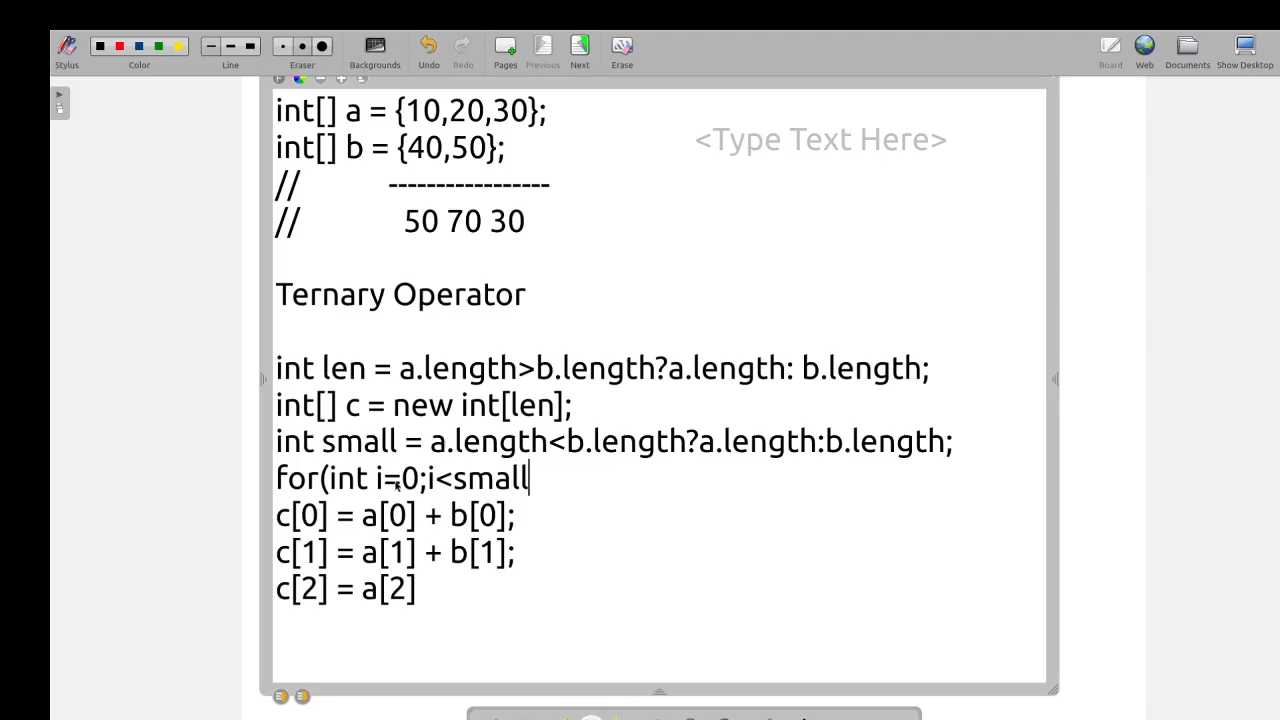 Stylus
Color
Line
Eraser
Backgrounds
Undo
Redo
Pages
Previous
Next
Erase
Board
Web
Documents
Show Desktop
int[] a = {10,20,30};
<Type Text Here>
int[] b = {40,50};
// -----------------
// 50 70 30
Ternary Operator
int len = a.length>b.length?a.length: b.length;
int[] c = new int[len];
int small = a.length<b.length?a.length:b.length;
for(int i=0;i<small
c[0] = a[0] + b[0];
c[1] = a[1] + b[1];
c[2] = a[2]